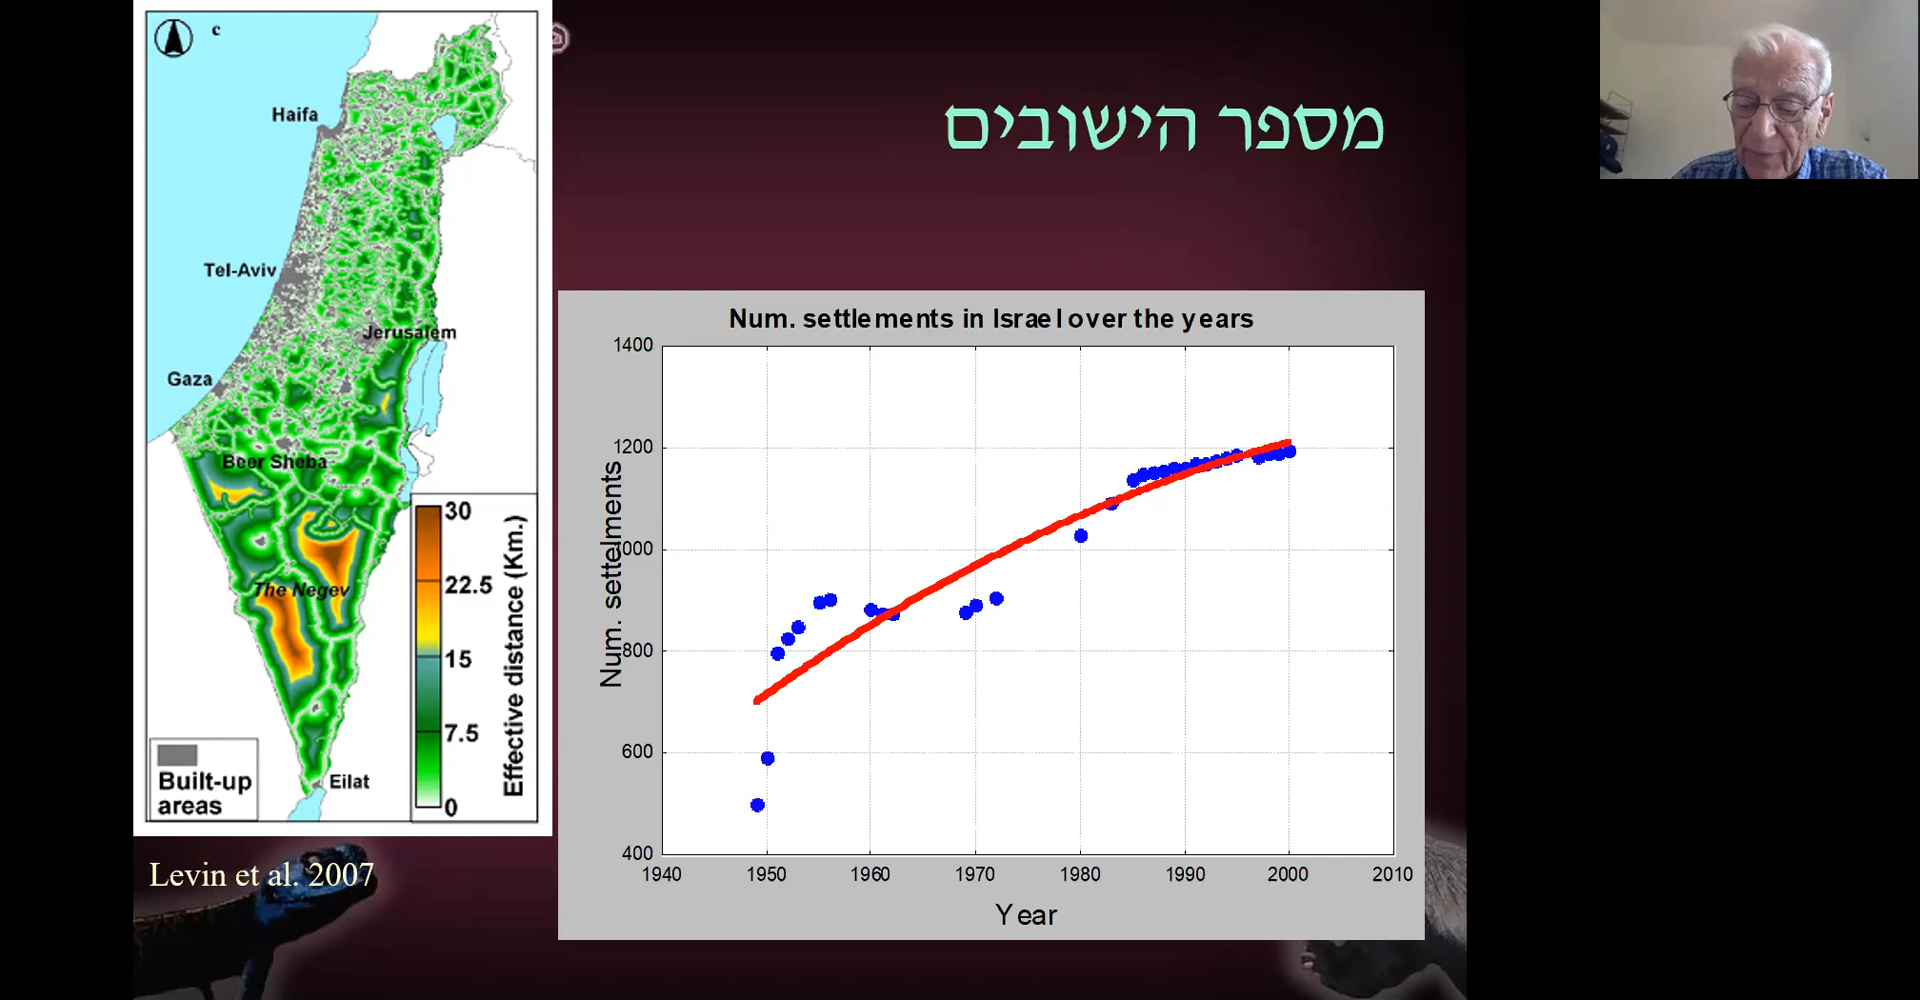 c
Haifa
Tel-Aviv
Jerusalem
Gaza
Beer Sheba
The Negev
Eilat
Built-up
areas
30
22.5
15
7.5
0
Effective distance (Km.)
Levin et al. 2007
מספר הישובים
Num. settlements in Israel over the years
1400
1200
1000
800
600
400
Num. settelments
1940 1950 1960 1970 1980 1990 2000 2010
Year